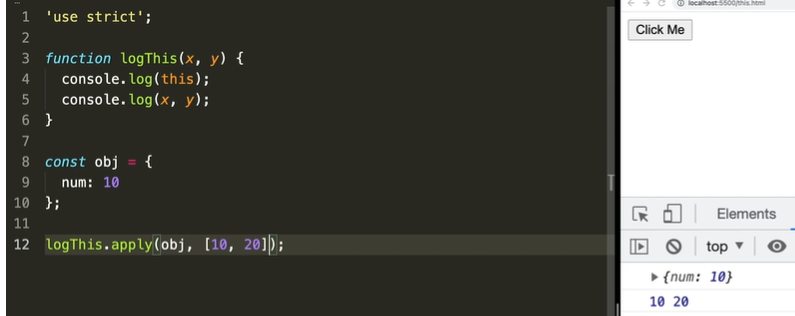 localhost:5500/this.html
Click Me
1 'use strict';
2
3 function logThis(x, y) {
4 console.log(this);
5 console.log(x, y);
6 }
7
8 const obj = {
9 num: 10
10 };
11
12 logThis.apply(obj, [10, 20]);
Elements
top
{num: 10}
10 20